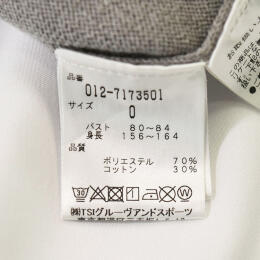 品番
012-7173501
サイズ
0
バスト 80~84
身長 156~164
品質
ポリエステル 70%
コットン 30%
㈱TSIグルーヴアンドスポーツ